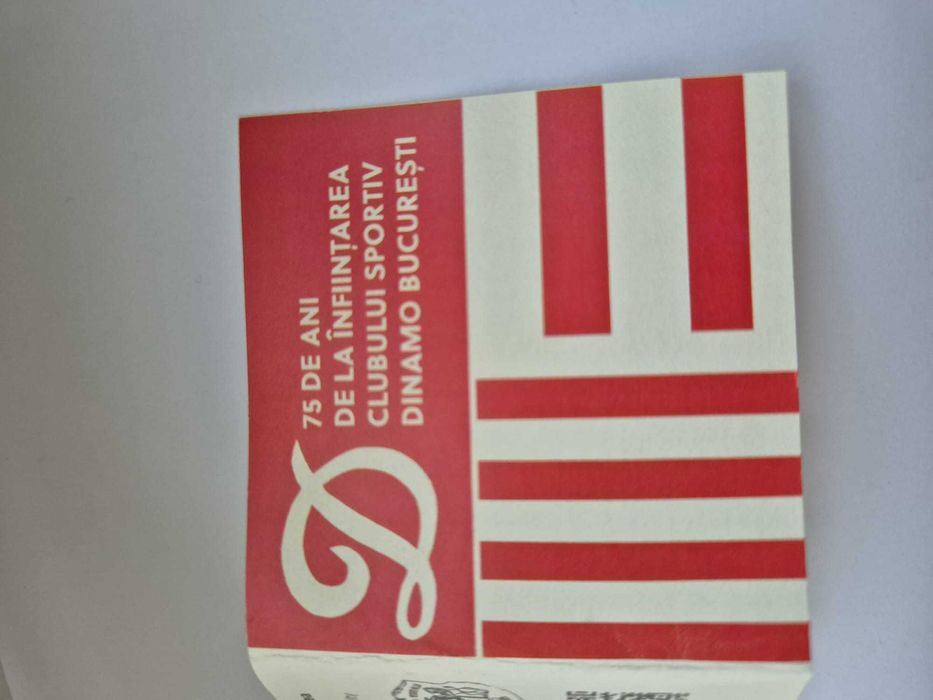 D
75 DE ANI
DE LA ÎNFIINȚAREA
CLUBULUI SPORTIV
DINAMO BUCUREȘTI